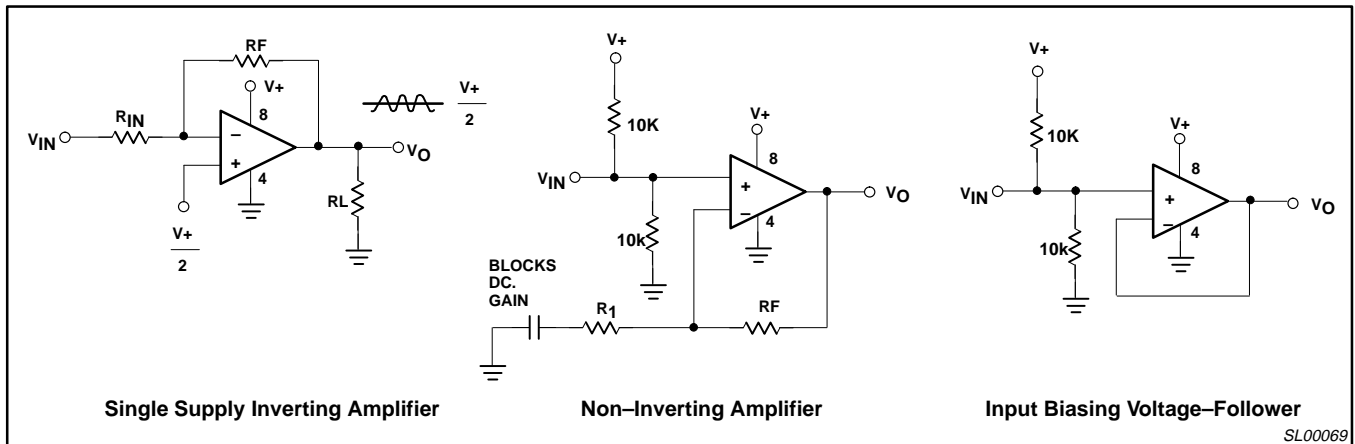 RF
V+
8
RIN
VIN
−
+
4
VO
V+
2
RL
V+
2
Single Supply Inverting Amplifier
V+
10K
V+
8
VIN
+
−
4
VO
10k
BLOCKS
DC.
GAIN
R1
RF
Non–Inverting Amplifier
V+
10K
V+
8
VIN
+
−
4
VO
10k
Input Biasing Voltage–Follower
SL00069